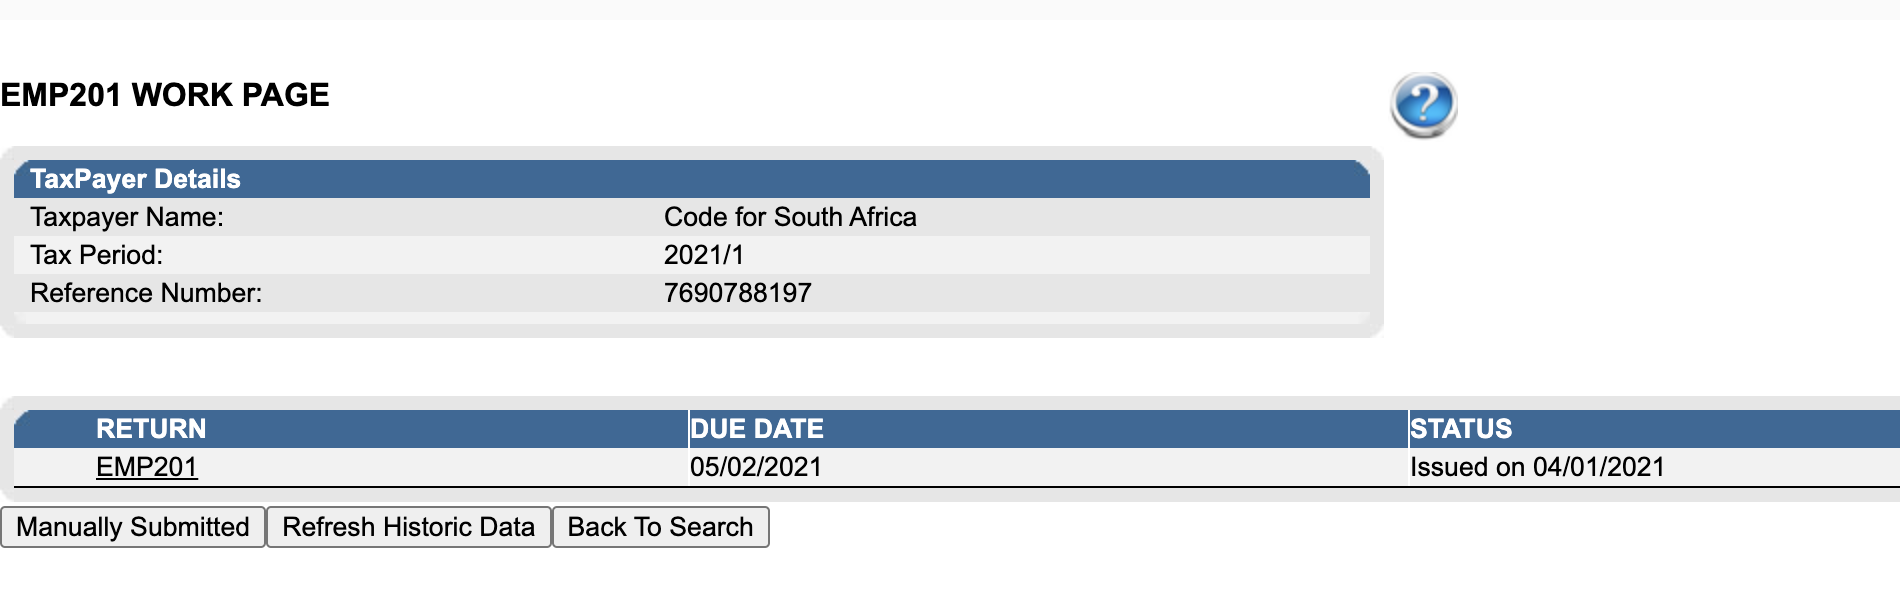 EMP201 WORK PAGE
?
TaxPayer Details
Taxpayer Name: Code for South Africa
Tax Period: 2021/1
Reference Number: 7690788197
RETURN DUE DATE STATUS
EMP201 05/02/2021 Issued on 04/01/2021
Manually Submitted Refresh Historic Data Back To Search